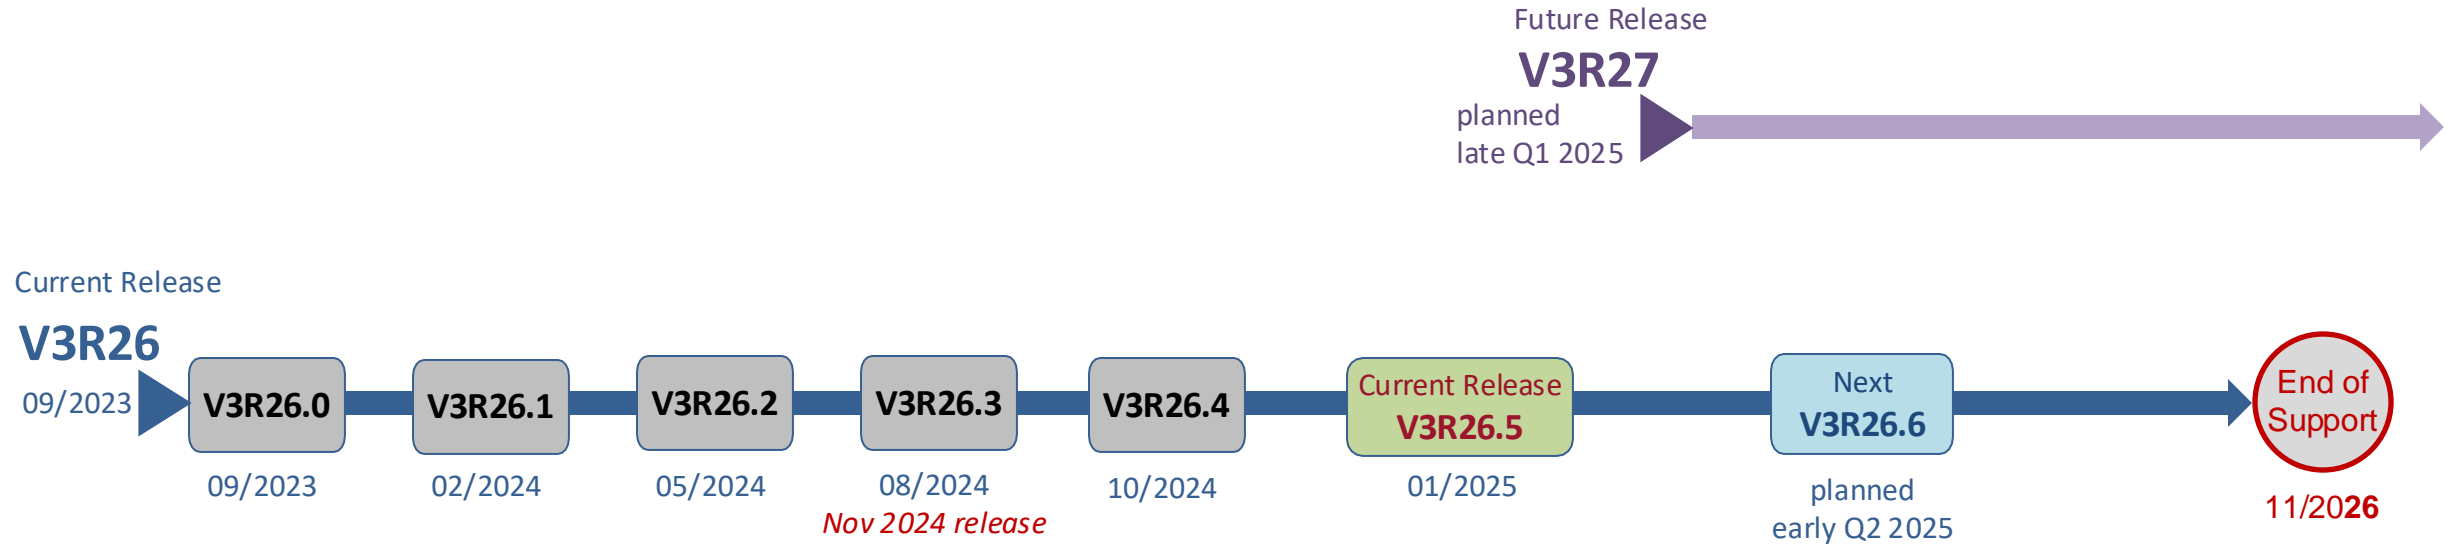 Future Release
V3R27
planned
late Q1 2025
Current Release
V3R26
09/2023
V3R26.0
09/2023
V3R26.1
02/2024
V3R26.2
05/2024
V3R26.3
08/2024
Nov 2024 release
V3R26.4
10/2024
Current Release
V3R26.5
01/2025
Next
V3R26.6
planned
early Q2 2025
End of
Support
11/2026